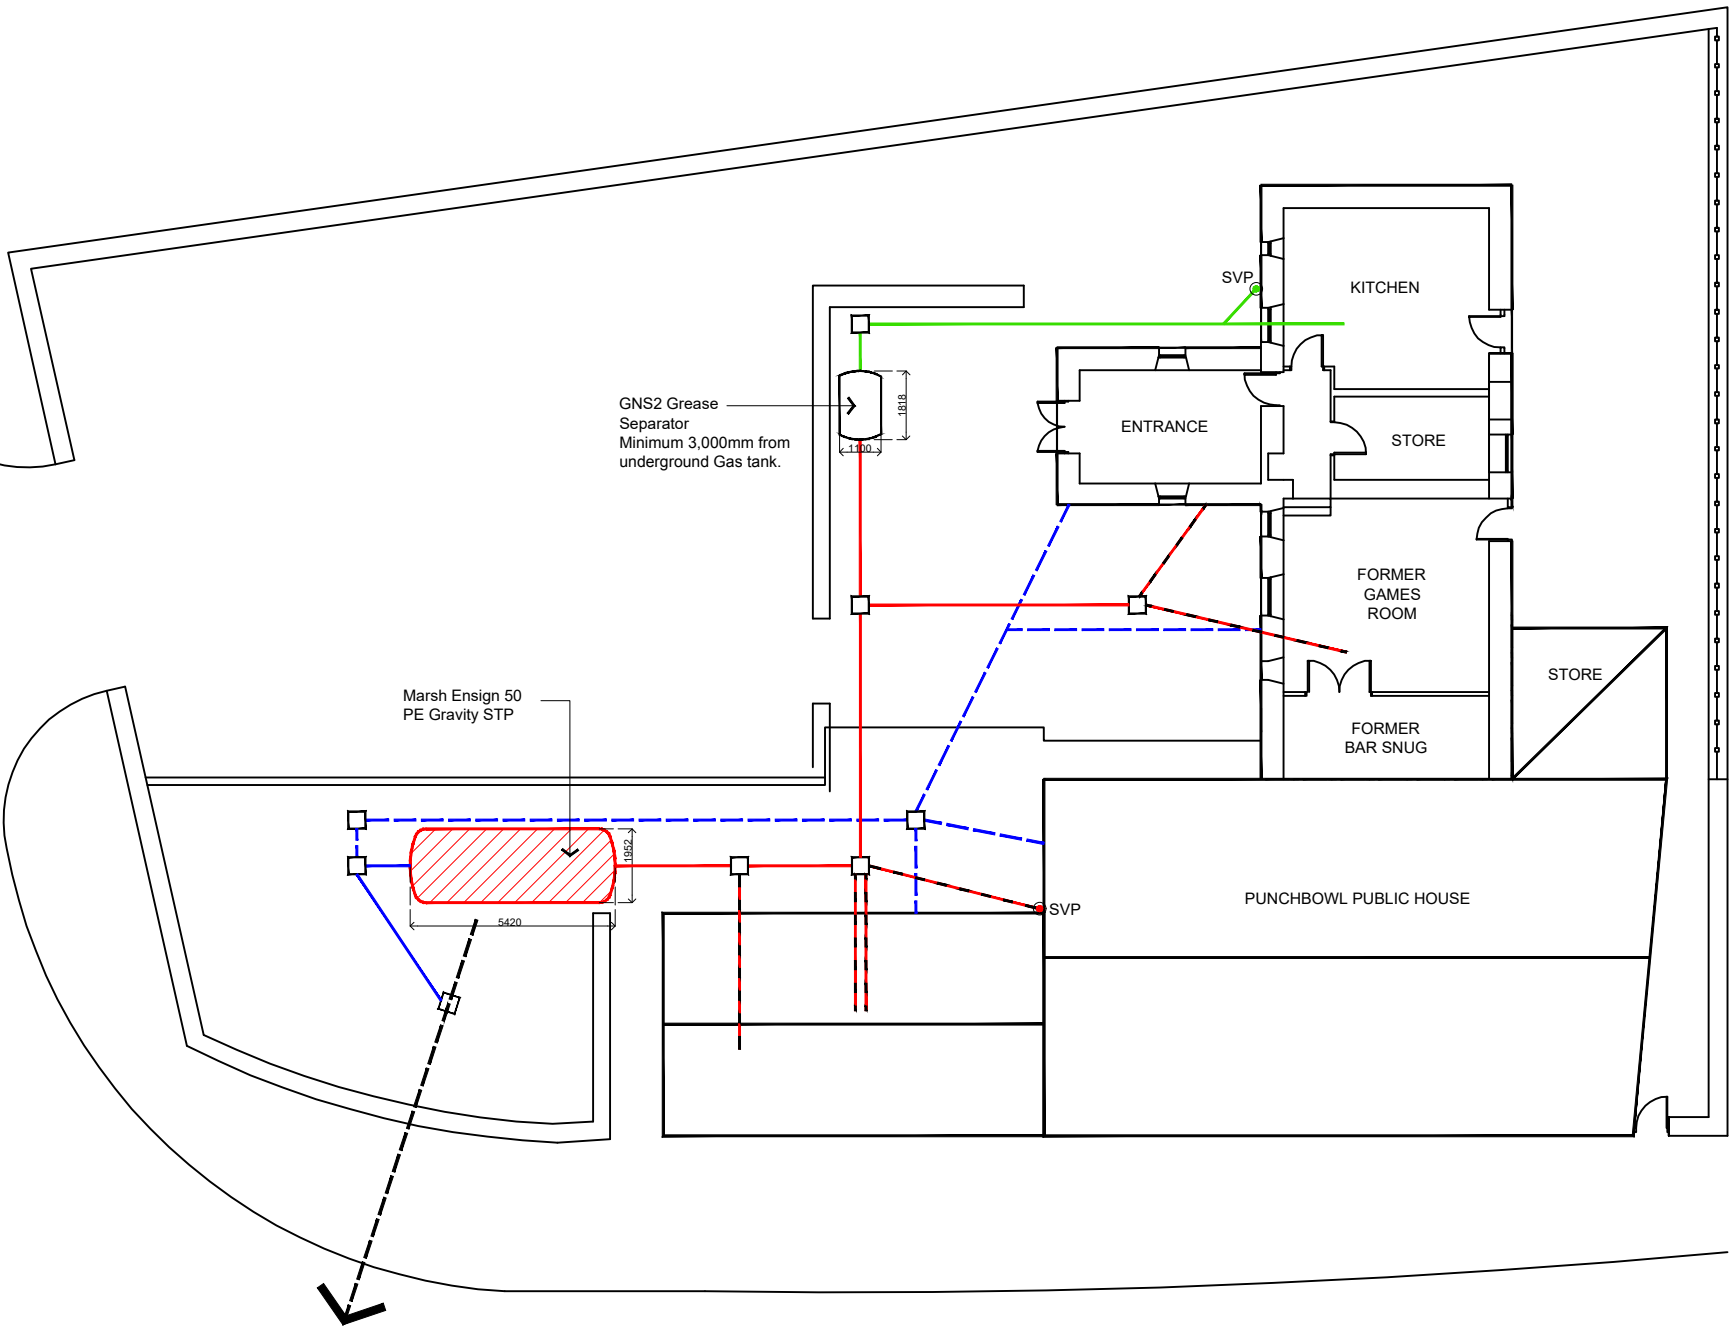 SVP
KITCHEN
GNS2 Grease
Separator
Minimum 3,000mm from
underground Gas tank.
1818
1100
ENTRANCE
STORE
FORMER
GAMES
ROOM
STORE
Marsh Ensign 50
PE Gravity STP
FORMER
BAR SNUG
1952
5420
SVP
PUNCHBOWL PUBLIC HOUSE